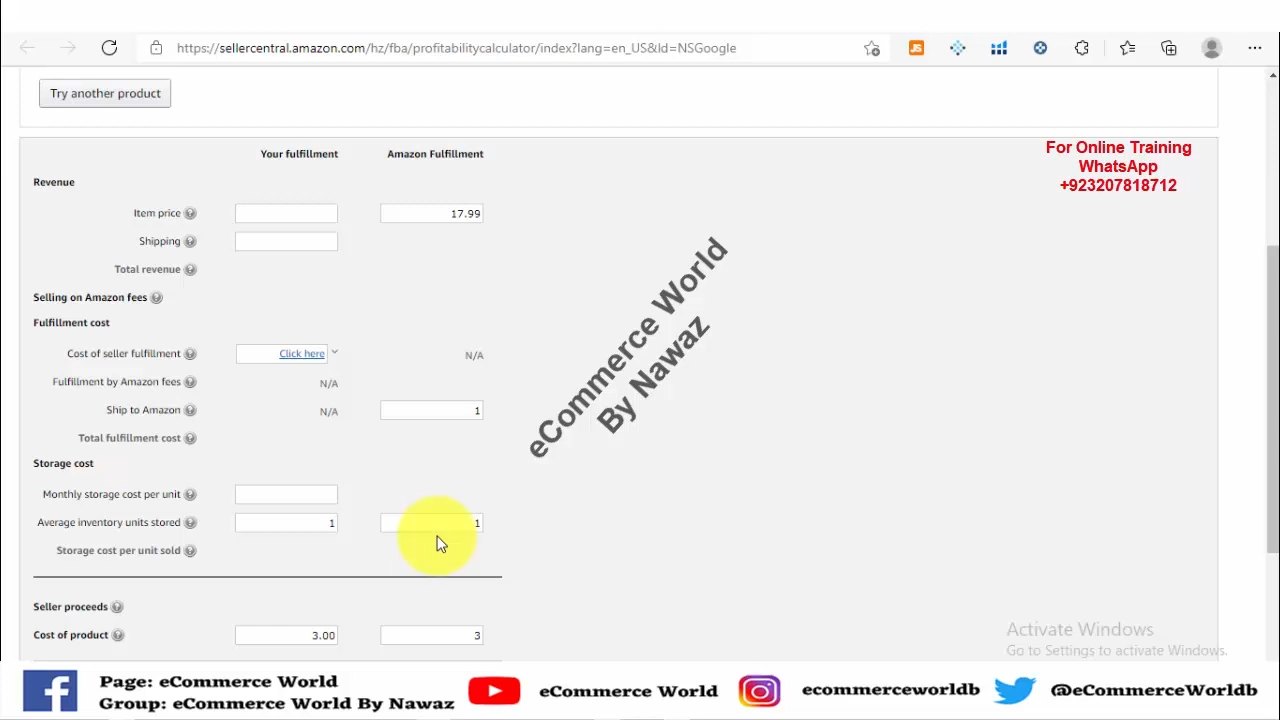 https://sellercentral.amazon.com/hz/fba/profitabilitycalculator/index?lang=en_US&ld=NSGoogle
JS
Try another product
For Online Training
WhatsApp
+923207818712
Your fulfillment Amazon Fulfillment
Revenue
Item price 17.99
Shipping
Total revenue
Selling on Amazon fees
Fulfillment cost
Cost of seller fulfillment Click here N/A
Fulfillment by Amazon fees N/A
Ship to Amazon N/A 1
Total fulfillment cost
Storage cost
Monthly storage cost per unit
Average inventory units stored 1 1
Storage cost per unit sold
Seller proceeds
Cost of product 3.00 3
eCommerce World
By Nawaz
Activate Windows
Go to Settings to activate Windows.
Page: eCommerce World
Group: eCommerce World By Nawaz
eCommerce World
ecommerceworldb
@eCommerceWorldb